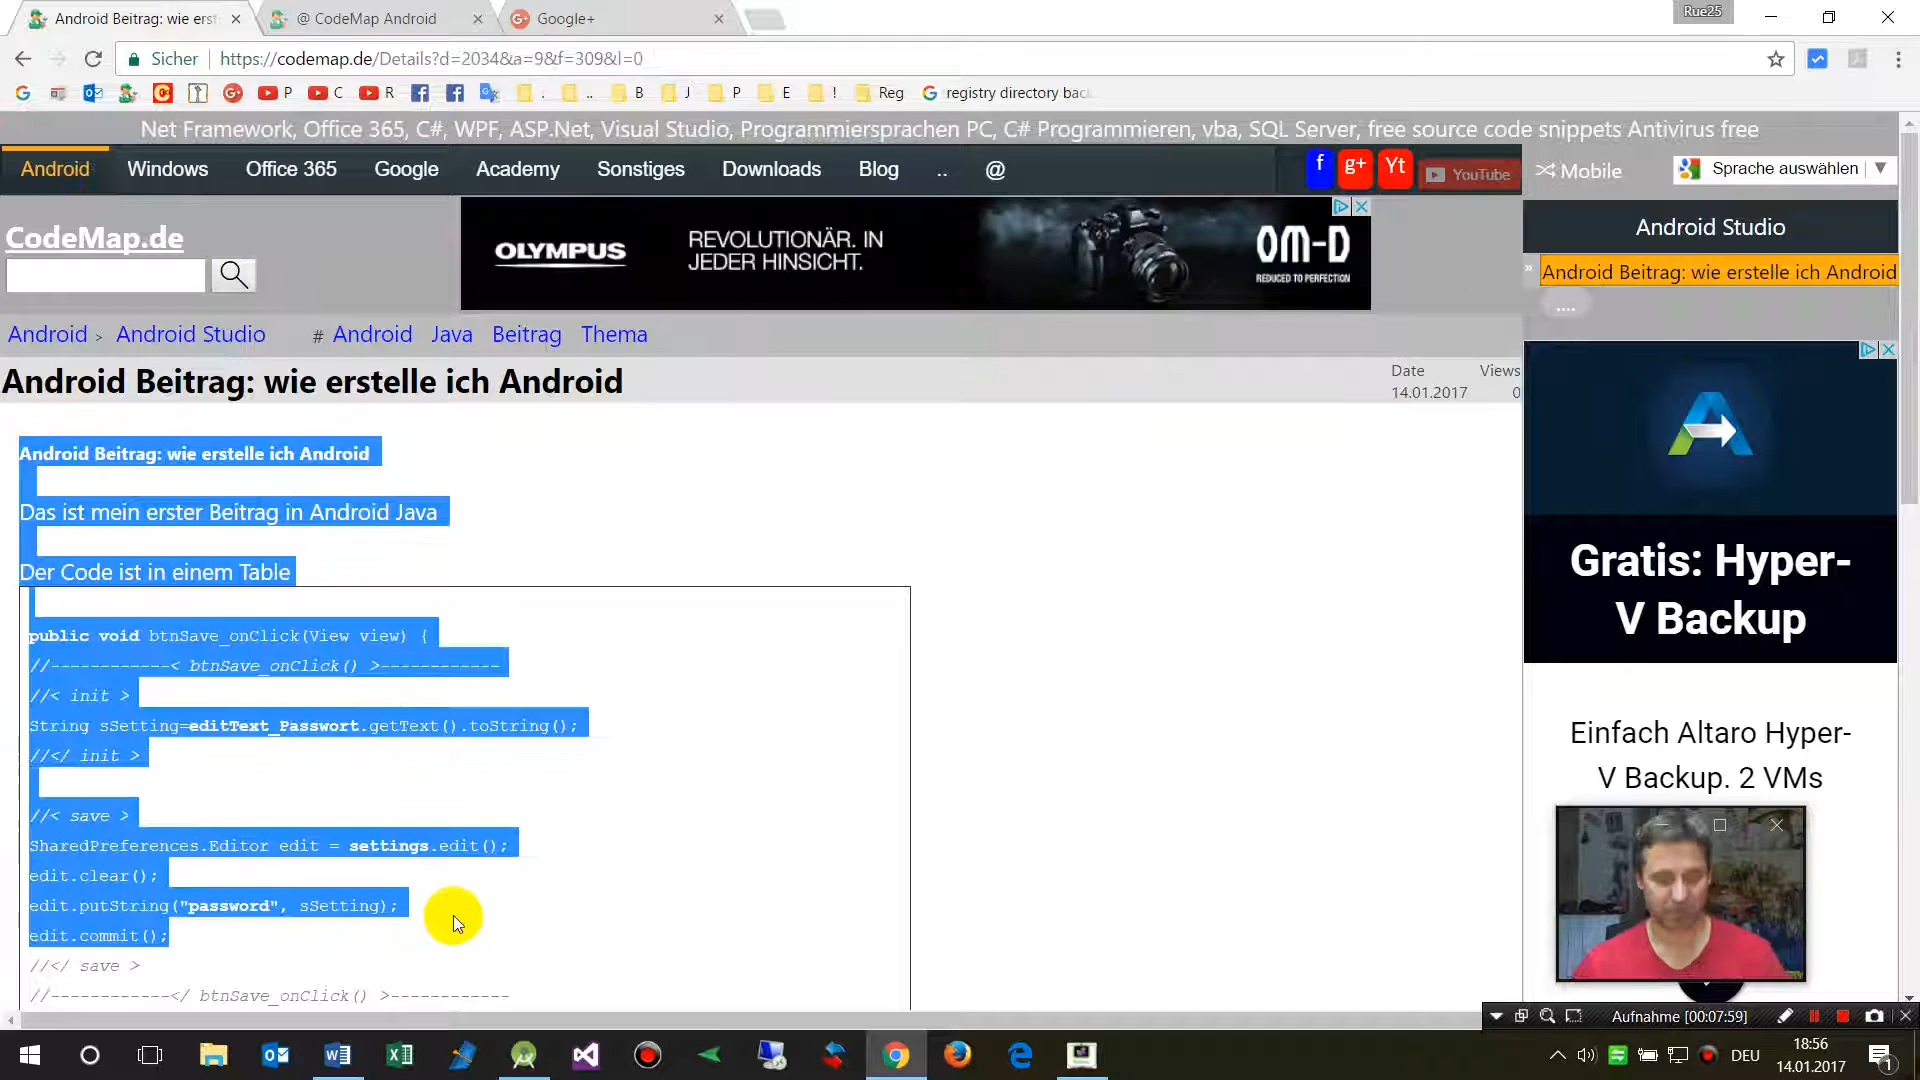 Android Beitrag: wie erst
@ CodeMap Android
Google+
Rue25
Sicher
https://codemap.de/Details?d=2034&a=9&f=309&l=0
P
C
R
.
..
B
J
P
E
!
Reg
registry directory bac
Net Framework, Office 365, C#, WPF, ASP.Net, Visual Studio, Programmiersprachen PC, C# Programmieren, vba, SQL Server, free source code snippets Antivirus free
Android
Windows
Office 365
Google
Academy
Sonstiges
Downloads
Blog
..
@
f
g+
Yt
YouTube
Mobile
Sprache auswählen
CodeMap.de
OLYMPUS
REVOLUTIONÄR. IN
JEDER HINSICHT.
OM-D
REDUCED TO PERFECTION
Android Studio
» Android Beitrag: wie erstelle ich Android
....
Android > Android Studio # Android Java Beitrag Thema
Android Beitrag: wie erstelle ich Android
Date
14.01.2017
Views
0
Android Beitrag: wie erstelle ich Android
Das ist mein erster Beitrag in Android Java
Der Code ist in einem Table
public void btnSave_onClick(View view) {
//------------< btnSave_onClick() >------------
//< init >
String sSetting=editText_Passwort.getText().toString();
//</ init >
//< save >
SharedPreferences.Editor edit = settings.edit();
edit.clear();
edit.putString("password", sSetting);
edit.commit();
//</ save >
//------------</ btnSave_onClick() >------------
Gratis: Hyper-
V Backup
Einfach Altaro Hyper-
V Backup. 2 VMs
Aufnahme [00:07:59]
DEU
18:56
14.01.2017
1